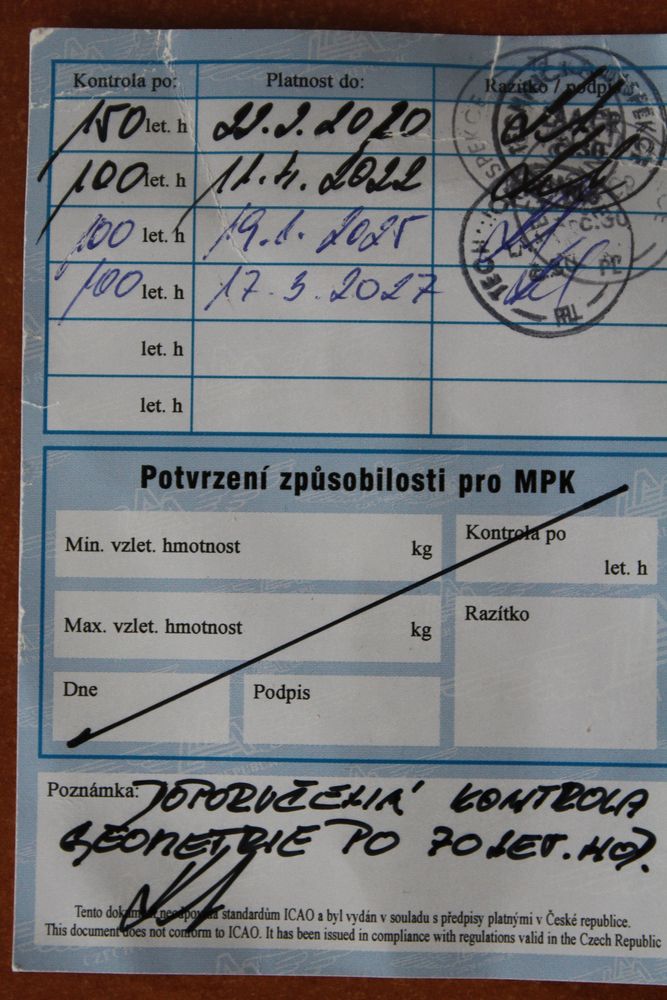 Kontrola po: Platnost do: Razítko / podpis
150 let. h 22.2.2020
100 let. h 2022
100 let. h 19.1.2025
100 let. h 17.3.2027
let. h
let. h
Potvrzení způsobilosti pro MPK
Min. vzlet. hmotnost kg Kontrola po
let. h
Max. vzlet. hmotnost kg Razítko
Dne Podpis
Poznámka: DOPORUČENÁ KONTROLA
GEOMETRIE PO 70 LET. HOD.
Tento dokument neodpovídá standardům ICAO a byl vydán v souladu s předpisy platnými v České republice.
This document does not conform to ICAO. It has been issued in compliance with regulations valid in the Czech Republic